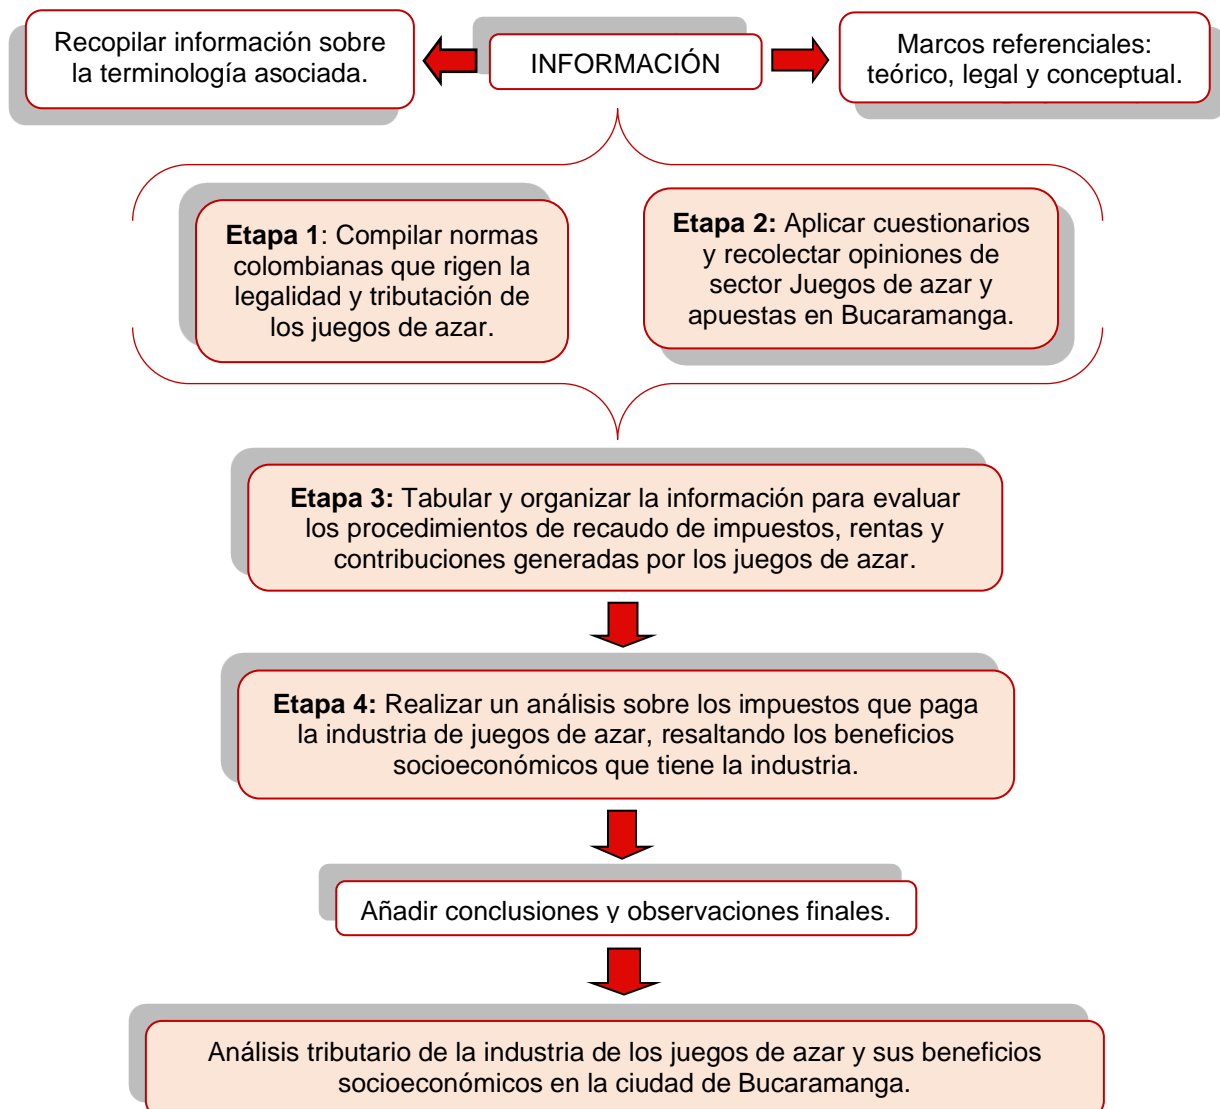 Recopilar información sobre
la terminología asociada.
INFORMACIÓN
Marcos referenciales:
teórico, legal y conceptual.
Etapa 1: Compilar normas
colombianas que rigen la
legalidad y tributación de
los juegos de azar.
Etapa 2: Aplicar cuestionarios
y recolectar opiniones de
sector Juegos de azar y
apuestas en Bucaramanga.
Etapa 3: Tabular y organizar la información para evaluar
los procedimientos de recaudo de impuestos, rentas y
contribuciones generadas por los juegos de azar.
Etapa 4: Realizar un análisis sobre los impuestos que paga
la industria de juegos de azar, resaltando los beneficios
socioeconómicos que tiene la industria.
Añadir conclusiones y observaciones finales.
Análisis tributario de la industria de los juegos de azar y sus beneficios
socioeconómicos en la ciudad de Bucaramanga.